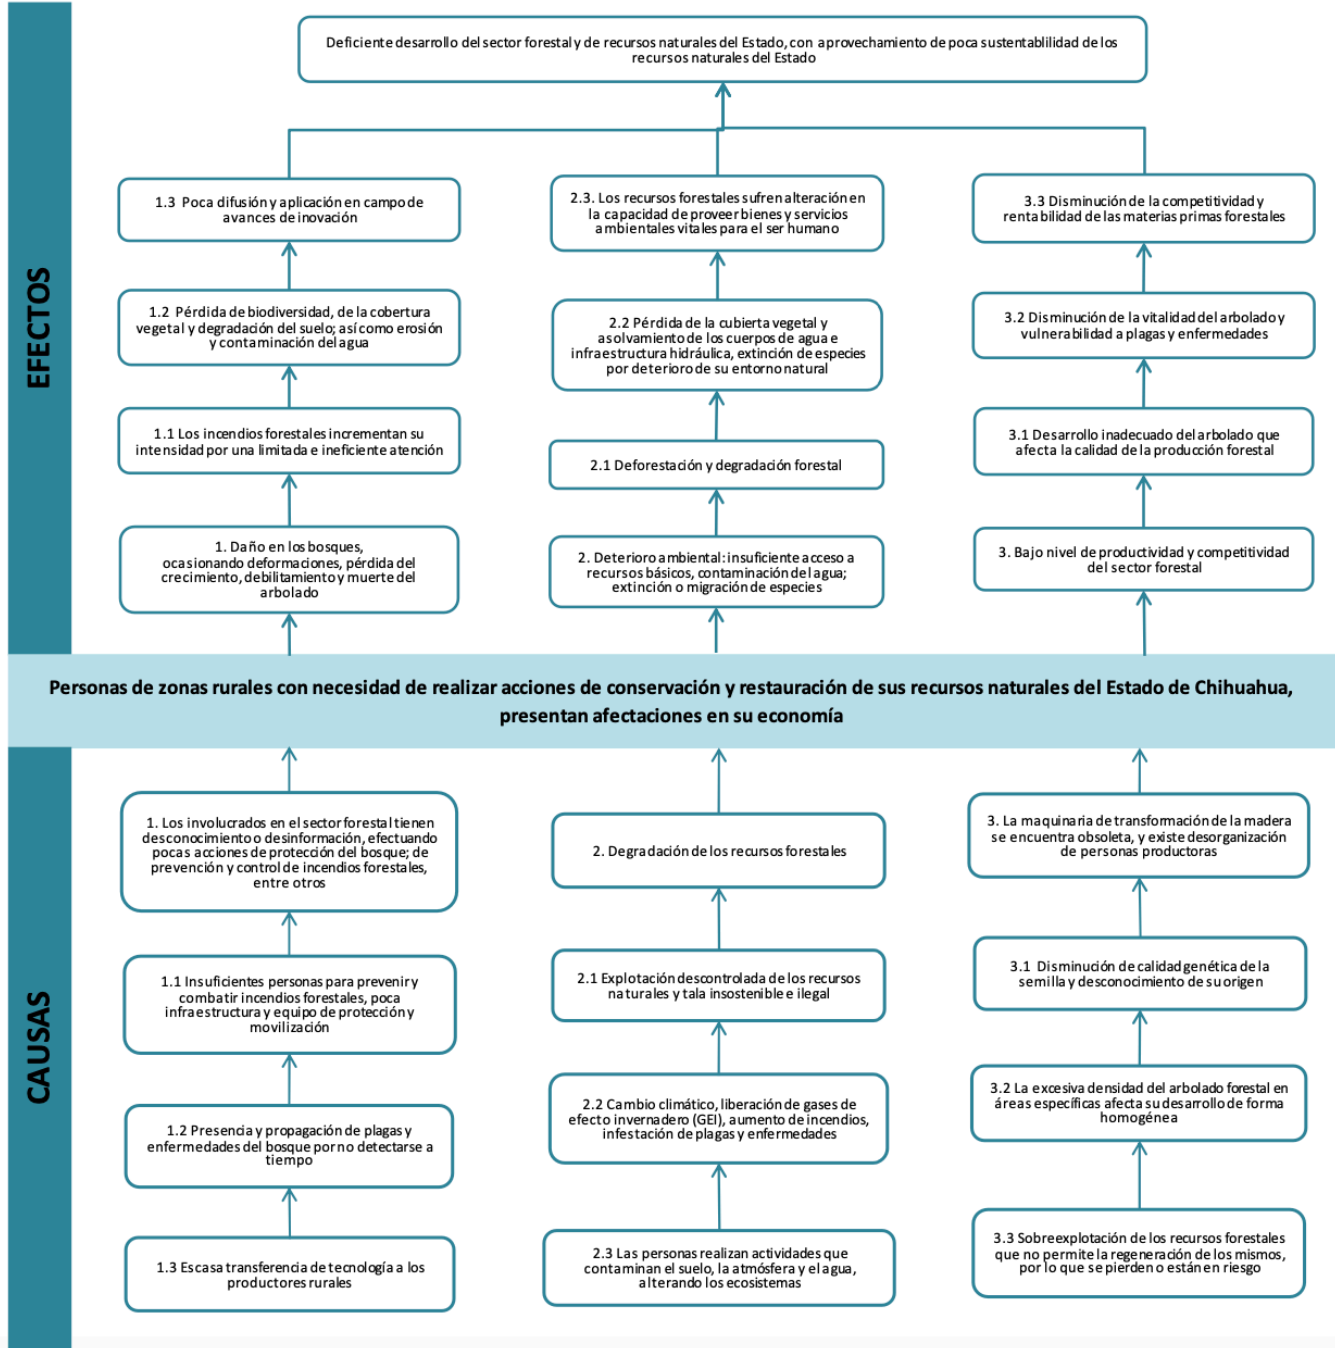 Deficiente desarrollo del sector forestal y de recursos naturales del Estado, con aprovechamiento de poca sustentablilidad de los
recursos naturales del Estado
EFECTOS
1.3 Poca difusión y aplicación en campo de
avances de inovación
2.3. Los recursos forestales sufren alteración en
la capacidad de proveer bienes y servicios
ambientales vitales para el ser humano
3.3 Disminución de la competitividad y
rentabilidad de las materias primas forestales
1.2 Pérdida de biodiversidad, de la cobertura
vegetal y degradación del suelo; así como erosión
y contaminación del agua
2.2 Pérdida de la cubierta vegetal y
asolvamiento de los cuerpos de agua e
infraestructura hidráulica, extinción de especies
por deterioro de su entorno natural
3.2 Disminución de la vitalidad del arbolado y
vulnerabilidad a plagas y enfermedades
1.1 Los incendios forestales incrementan su
intensidad por una limitada e ineficiente atención
2.1 Deforestación y degradación forestal
3.1 Desarrollo inadecuado del arbolado que
afecta la calidad de la producción forestal
1. Daño en los bosques,
ocasionando deformaciones, pérdida del
crecimiento, debilitamiento y muerte del
arbolado
2. Deterioro ambiental: insuficiente acceso a
recursos básicos, contaminación del agua;
extinción o migración de especies
3. Bajo nivel de productividad y competitividad
del sector forestal
Personas de zonas rurales con necesidad de realizar acciones de conservación y restauración de sus recursos naturales del Estado de Chihuahua,
presentan afectaciones en su economía
CAUSAS
1. Los involucrados en el sector forestal tienen
desconocimiento o desinformación, efectuando
pocas acciones de protección del bosque; de
prevención y control de incendios forestales,
entre otros
2. Degradación de los recursos forestales
3. La maquinaria de transformación de la madera
se encuentra obsoleta, y existe desorganización
de personas productoras
1.1 Insuficientes personas para prevenir y
combatir incendios forestales, poca
infraestructura y equipo de protección y
movilización
2.1 Explotación descontrolada de los recursos
naturales y tala insostenible e ilegal
3.1 Disminución de calidad genética de la
semilla y desconocimiento de su origen
1.2 Presencia y propagación de plagas y
enfermedades del bosque por no detectarse a
tiempo
2.2 Cambio climático, liberación de gases de
efecto invernadero (GEI), aumento de incendios,
infestación de plagas y enfermedades
3.2 La excesiva densidad del arbolado forestal en
áreas específicas afecta su desarrollo de forma
homogénea
1.3 Escasa transferencia de tecnología a los
productores rurales
2.3 Las personas realizan actividades que
contaminan el suelo, la atmósfera y el agua,
alterando los ecosistemas
3.3 Sobreexplotación de los recursos forestales
que no permite la regeneración de los mismos,
por lo que se pierden o están en riesgo